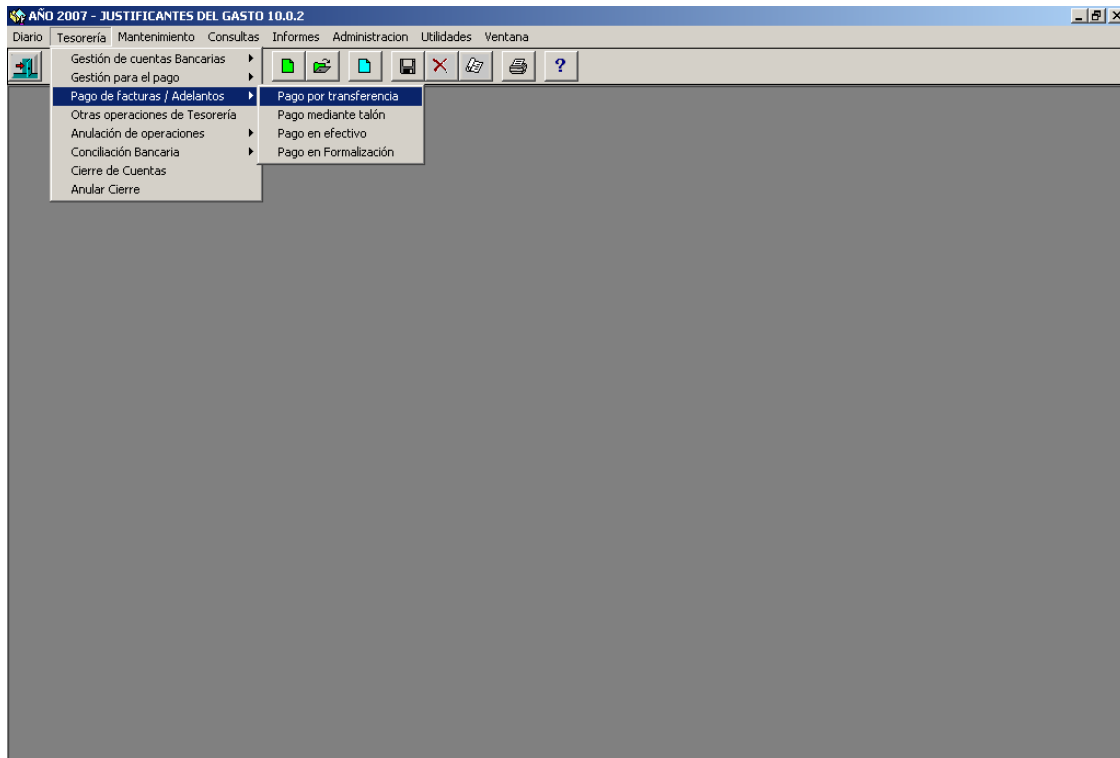 AÑO 2007 - JUSTIFICANTES DEL GASTO 10.0.2
Diario Tesorería Mantenimiento Consultas Informes Administracion Utilidades Ventana
?
Gestión de cuentas Bancarias
Gestión para el pago
Pago de facturas / Adelantos
Otras operaciones de Tesorería
Anulación de operaciones
Conciliación Bancaria
Cierre de Cuentas
Anular Cierre
Pago por transferencia
Pago mediante talón
Pago en efectivo
Pago en Formalización